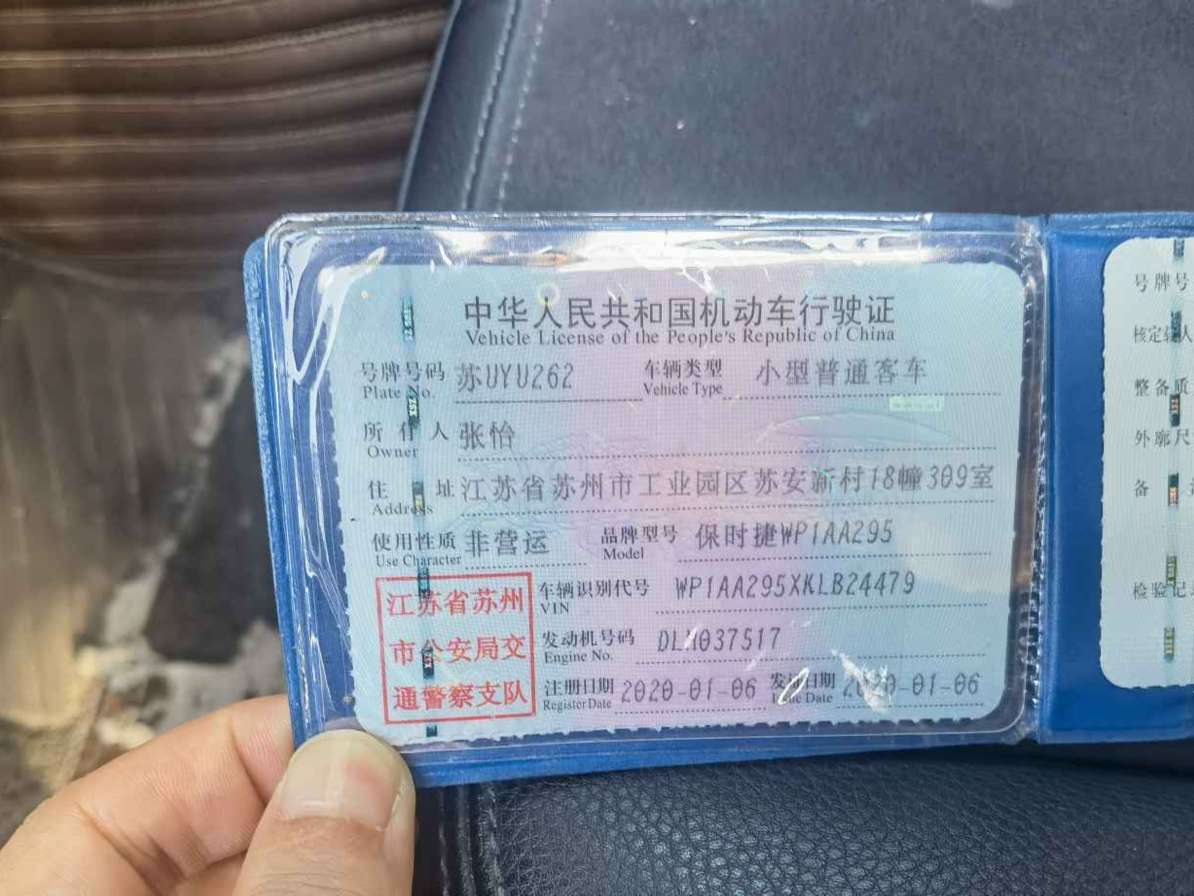 中华人民共和国机动车行驶证
Vehicle License of the People's Republic of China
号牌号码 苏UYU262 车辆类型 小型普通客车
Plate No. Vehicle Type
所有人 张怡
Owner
住址 江苏省苏州市工业园区苏安新村18幢309室
Address
使用性质 非营运 品牌型号 保时捷WP1AA295
Use Character Model
江苏省苏州 车辆识别代号 WP1AA295XKLB24479
VIN
市公安局交 发动机号码 DLM037517
Engine No.
通警察支队 注册日期 2020-01-06 发证日期 2020-01-06
Register Date Issue Date
号牌号
核定载人
整备质
外廓尺
备
检验记